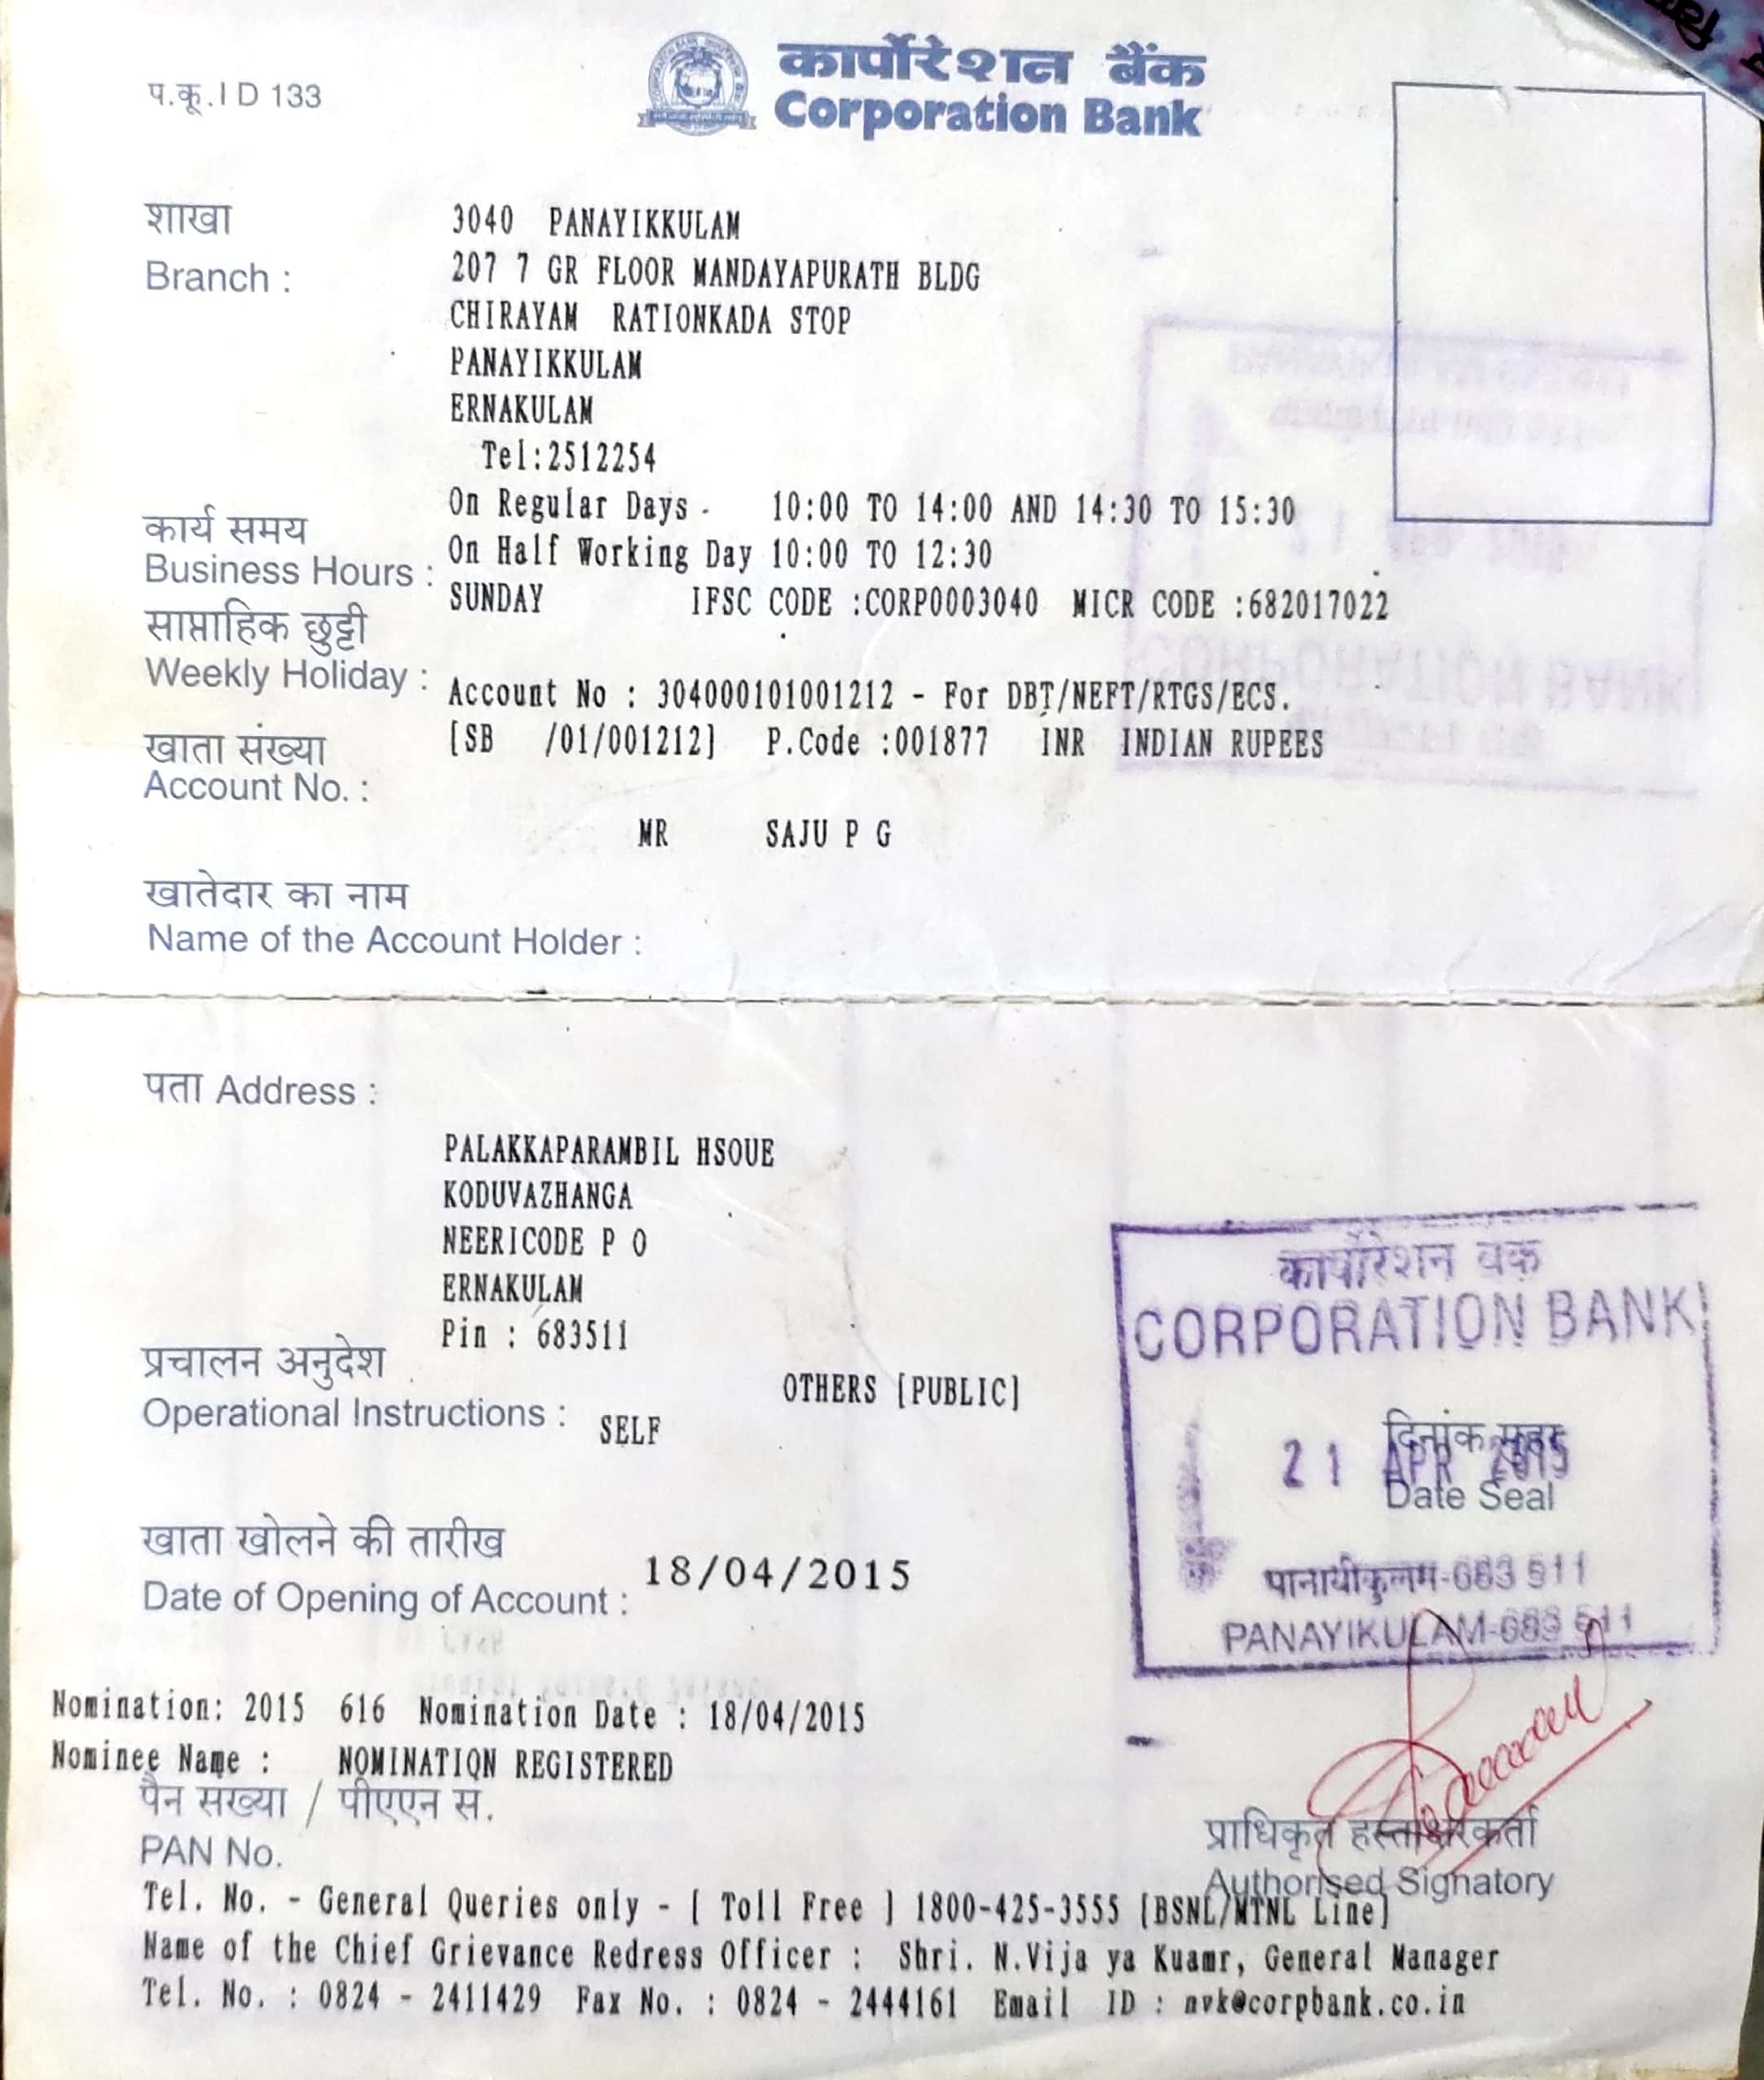 प.कू.I D 133
कार्पोरेशन बैंक
Corporation Bank
शाखा
Branch :
3040 PANAYIKKULAM
207 7 GR FLOOR MANDAYAPURATH BLDG
CHIRAYAM RATIONKADA STOP
PANAYIKKULAM
ERNAKULAM
Tel:2512254
कार्य समय
Business Hours :
On Regular Days - 10:00 TO 14:00 AND 14:30 TO 15:30
On Half Working Day 10:00 TO 12:30
साप्ताहिक छुट्टी
Weekly Holiday :
SUNDAY IFSC CODE :CORP0003040 MICR CODE :682017022
खाता संख्या
Account No. :
Account No : 304000101001212 - For DBT/NEFT/RTGS/ECS.
[SB /01/001212] P.Code :001877 INR INDIAN RUPEES
MR SAJU P G
खातेदार का नाम
Name of the Account Holder :
पता Address :
PALAKKAPARAMBIL HSOUE
KODUVAZHANGA
NEERICODE P O
ERNAKULAM
Pin : 683511
प्रचालन अनुदेश
Operational Instructions :
SELF OTHERS [PUBLIC]
कार्पोरेशन बैंक
CORPORATION BANK
21 APR 2015
दिनांक मुहर
Date Seal
पानायीकुलम-683 511
PANAYIKULAM-683 511
खाता खोलने की तारीख
Date of Opening of Account : 18/04/2015
Nomination: 2015 616 Nomination Date : 18/04/2015
Nominee Name : NOMINATION REGISTERED
पैन सख्या / पीएएन स.
PAN No.
प्राधिकृत हस्ताक्षरकर्ता
Authorised Signatory
Tel. No. - General Queries only - [ Toll Free ] 1800-425-3555 [BSNL/MTNL Line]
Name of the Chief Grievance Redress Officer : Shri. N.Vija ya Kuamr, General Manager
Tel. No. : 0824 - 2411429 Fax No. : 0824 - 2444161 Email ID : nvk@corpbank.co.in